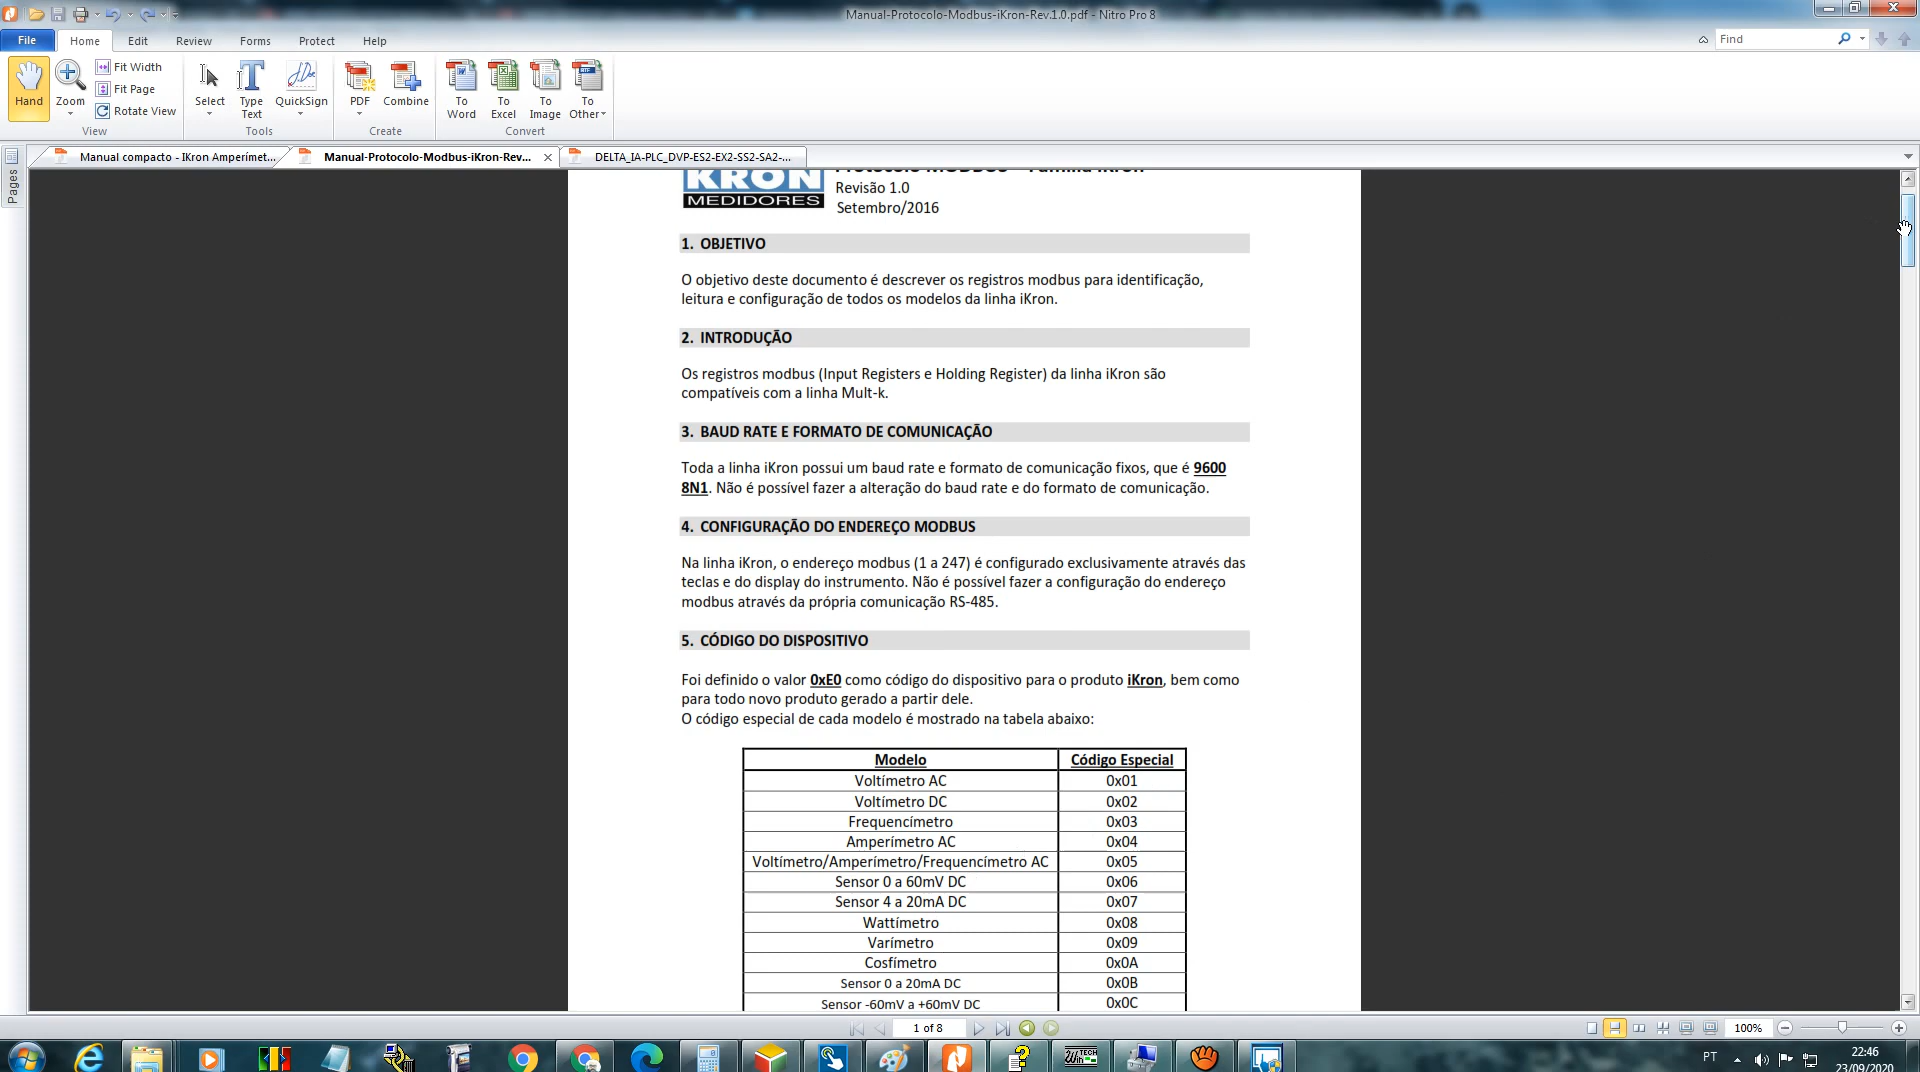 Manual-Protocolo-Modbus-iKron-Rev.1.0.pdf - Nitro Pro 8
File Home Edit Review Forms Protect Help
Find
Hand
Zoom
Fit Width
Fit Page
Rotate View
View
Select
Type
Text
QuickSign
Tools
PDF
Combine
Create
To
Word
To
Excel
To
Image
To
Other
Convert
Pages
Manual compacto - IKron Amperímet...
Manual-Protocolo-Modbus-iKron-Rev...
DELTA_IA-PLC_DVP-ES2-EX2-SS2-SA2-...
KRON
MEDIDORES
Revisão 1.0
Setembro/2016
1. OBJETIVO
O objetivo deste documento é descrever os registros modbus para identificação,
leitura e configuração de todos os modelos da linha iKron.
2. INTRODUÇÃO
Os registros modbus (Input Registers e Holding Register) da linha iKron são
compatíveis com a linha Mult-k.
3. BAUD RATE E FORMATO DE COMUNICAÇÃO
Toda a linha iKron possui um baud rate e formato de comunicação fixos, que é 9600
8N1. Não é possível fazer a alteração do baud rate e do formato de comunicação.
4. CONFIGURAÇÃO DO ENDEREÇO MODBUS
Na linha iKron, o endereço modbus (1 a 247) é configurado exclusivamente através das
teclas e do display do instrumento. Não é possível fazer a configuração do endereço
modbus através da própria comunicação RS-485.
5. CÓDIGO DO DISPOSITIVO
Foi definido o valor 0xE0 como código do dispositivo para o produto iKron, bem como
para todo novo produto gerado a partir dele.
O código especial de cada modelo é mostrado na tabela abaixo:
Modelo Código Especial
Voltímetro AC 0x01
Voltímetro DC 0x02
Frequencímetro 0x03
Amperímetro AC 0x04
Voltímetro/Amperímetro/Frequencímetro AC 0x05
Sensor 0 a 60mV DC 0x06
Sensor 4 a 20mA DC 0x07
Wattímetro 0x08
Varímetro 0x09
Cosfímetro 0x0A
Sensor 0 a 20mA DC 0x0B
Sensor -60mV a +60mV DC 0x0C
1 of 8
100%
WinTECH
PT
22:46
23/09/2020